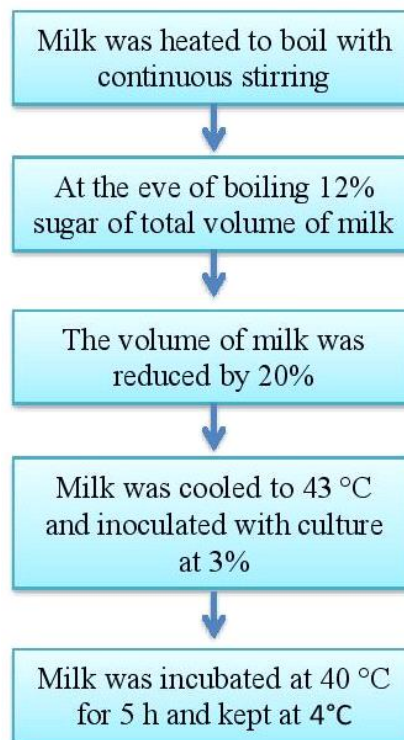 Milk was heated to boil with
continuous stirring
At the eve of boiling 12%
sugar of total volume of milk
The volume of milk was
reduced by 20%
Milk was cooled to 43 °C
and inoculated with culture
at 3%
Milk was incubated at 40 °C
for 5 h and kept at 4°C